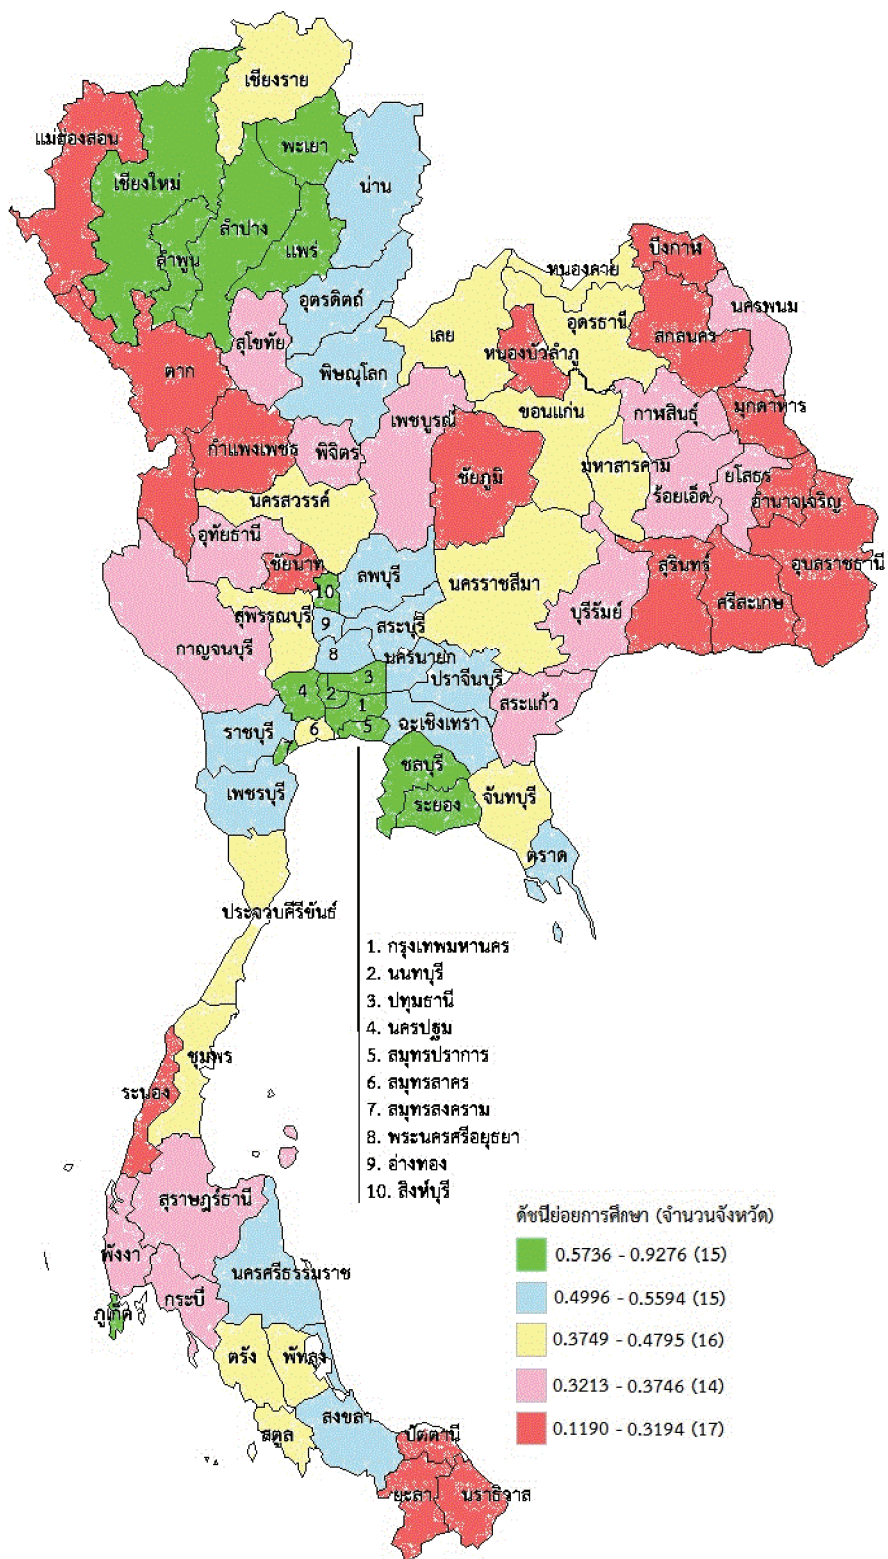 เชียงราย
แม่ฮ่องสอน
พะเยา
เชียงใหม่
น่าน
ลำปาง
แพร่
ลำพูน
บึงกาฬ
หนองคาย
อุตรดิตถ์
นครพนม
อุดรธานี
เลย
สกลนคร
สุโขทัย
หนองบัวลำภู
ตาก
พิษณุโลก
มุกดาหาร
ขอนแก่น
กาฬสินธุ์
เพชรบูรณ์
กำแพงเพชร
พิจิตร
มหาสารคาม
ชัยภูมิ
ยโสธร
ร้อยเอ็ด
นครสวรรค์
อำนาจเจริญ
อุทัยธานี
ชัยนาท
สุรินทร์
อุบลราชธานี
ลพบุรี
นครราชสีมา
10
ศรีสะเกษ
บุรีรัมย์
สุพรรณบุรี
9
สระบุรี
กาญจนบุรี
8
นครนายก
3
ปราจีนบุรี
4
2
1
สระแก้ว
ราชบุรี
6
5
ฉะเชิงเทรา
7
ชลบุรี
เพชรบุรี
ระยอง
จันทบุรี
ตราด
ประจวบคีรีขันธ์
1. กรุงเทพมหานคร
2. นนทบุรี
3. ปทุมธานี
4. นครปฐม
5. สมุทรปราการ
6. สมุทรสาคร
7. สมุทรสงคราม
8. พระนครศรีอยุธยา
9. อ่างทอง
10. สิงห์บุรี
ชุมพร
ระนอง
สุราษฎร์ธานี
พังงา
นครศรีธรรมราช
กระบี่
ภูเก็ต
ตรัง
พัทลุง
สงขลา
สตูล
ปัตตานี
ยะลา
นราธิวาส
ดัชนีย่อยการศึกษา (จำนวนจังหวัด)
0.5736 - 0.9276 (15)
0.4996 - 0.5594 (15)
0.3749 - 0.4795 (16)
0.3213 - 0.3746 (14)
0.1190 - 0.3194 (17)